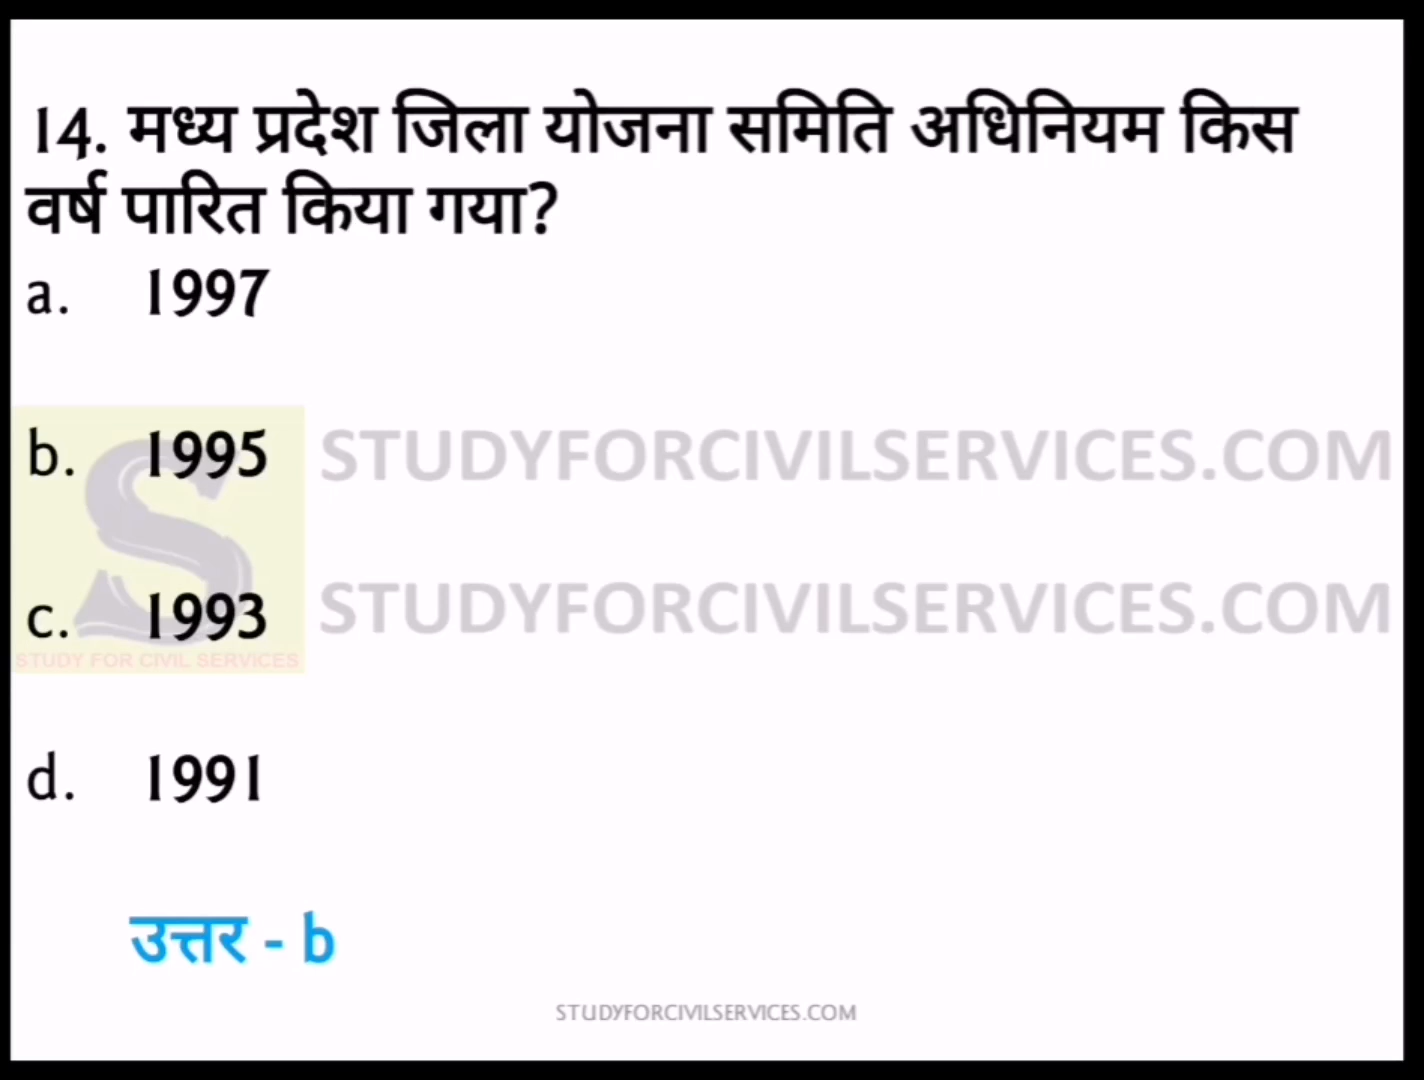 14. मध्य प्रदेश जिला योजना समिति अधिनियम किस
वर्ष पारित किया गया?
a. 1997
b. 1995
STUDYFORCIVILSERVICES.COM
c. 1993
STUDYFORCIVILSERVICES.COM
S
STUDY FOR CIVIL SERVICES
d. 1991
उत्तर - b
STUDYFORCIVILSERVICES.COM